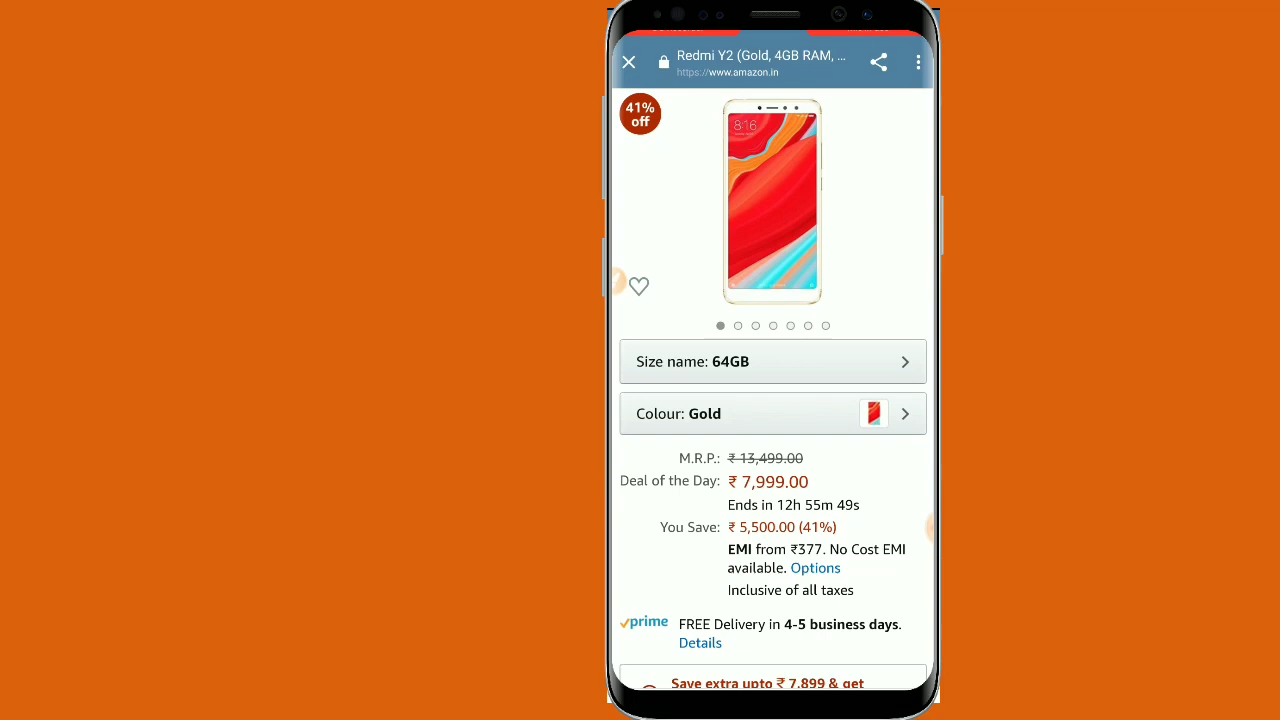 Redmi Y2 (Gold, 4GB RAM, ...
https://www.amazon.in
41%
off
8:16
Size name: 64GB
Colour: Gold
M.R.P.: ₹ 13,499.00
Deal of the Day: ₹ 7,999.00
Ends in 12h 55m 49s
You Save: ₹ 5,500.00 (41%)
EMI from ₹377. No Cost EMI
available. Options
Inclusive of all taxes
prime FREE Delivery in 4-5 business days.
Details
Save extra upto ₹ 7,899 & get